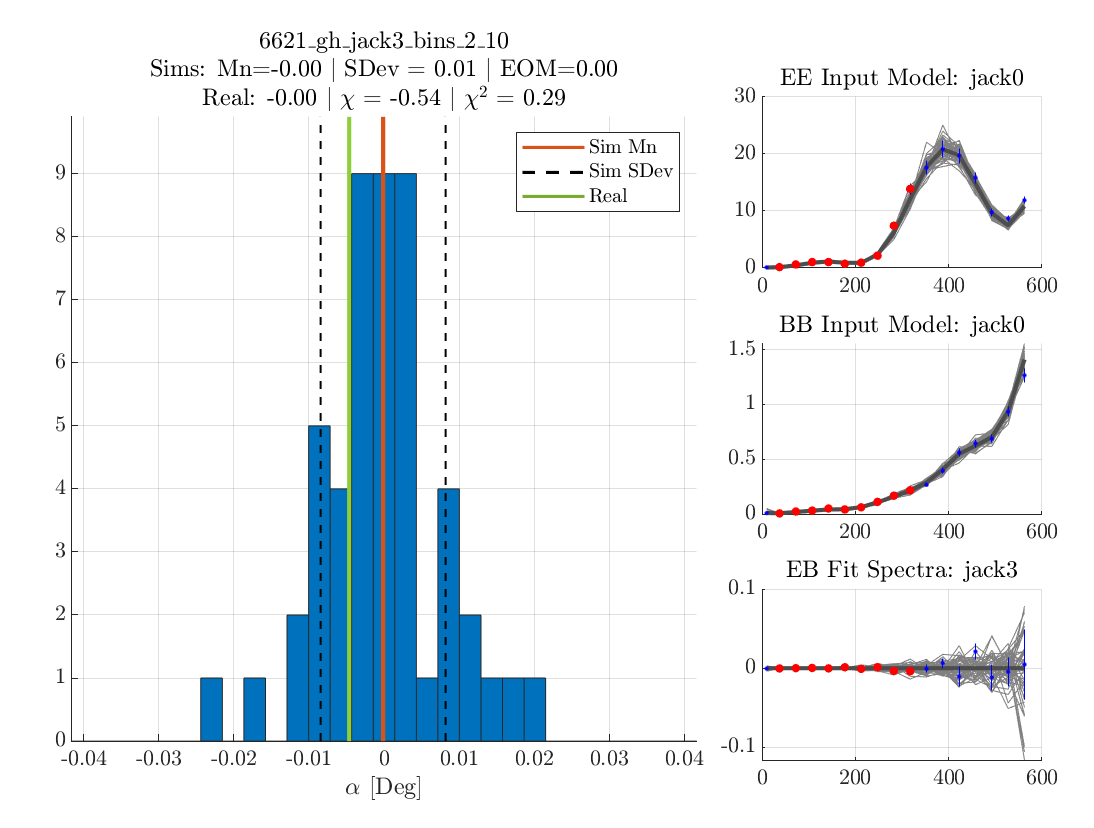 6621_gh_jack3_bins_2_10
Sims: Mn=-0.00 | SDev = 0.01 | EOM=0.00
Real: -0.00 | χ = -0.54 | χ² = 0.29
Sim Mn
Sim SDev
Real
9
8
7
6
5
4
3
2
1
0
-0.04 -0.03 -0.02 -0.01 0 0.01 0.02 0.03 0.04
α [Deg]
EE Input Model: jack0
30
20
10
0
0 200 400 600
BB Input Model: jack0
1.5
1
0.5
0
0 200 400 600
EB Fit Spectra: jack3
0.1
0
-0.1
0 200 400 600